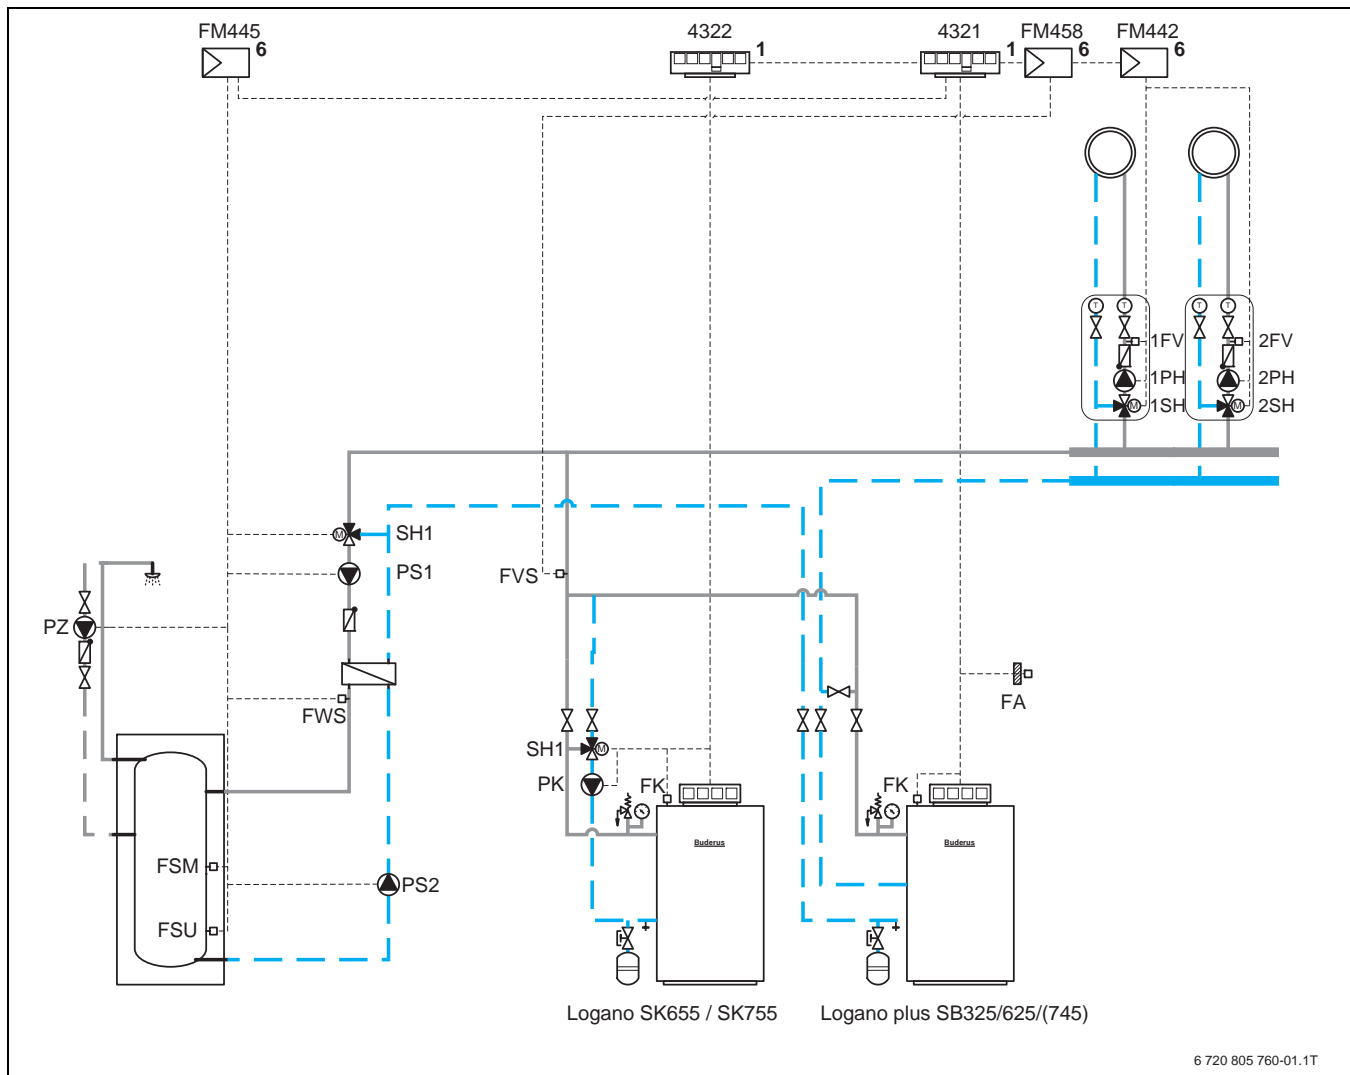 FM445
6
4322
1
4321
1
FM458
6
FM442
6
T
T
T
T
1FV
2FV
1PH
2PH
M
1SH
M
2SH
M
SH1
PS1
FVS
PZ
FWS
FA
SH1
M
PK
FK
FK
Buderus
Buderus
FSM
PS2
FSU
Logano SK655 / SK755
Logano plus SB325/625/(745)
6 720 805 760-01.1T